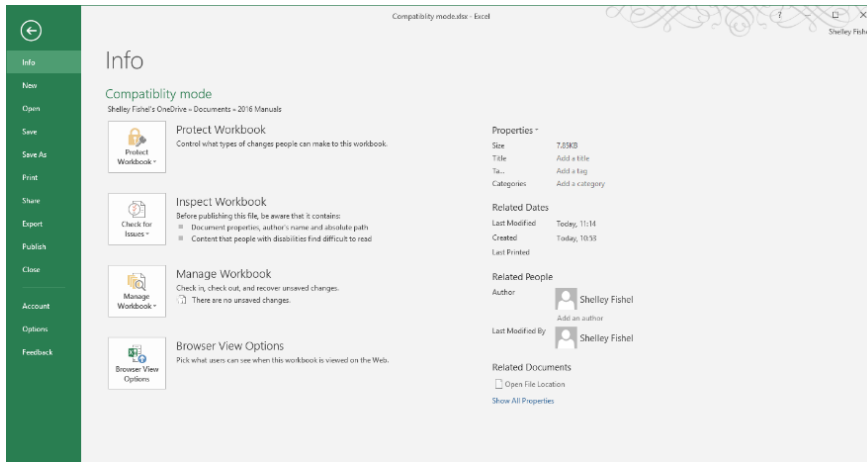 Compatiblity mode.xlsx - Excel
?
Shelley Fishe
Info
New
Open
Save
Save As
Print
Share
Export
Publish
Close
Account
Options
Feedback
Info
Compatiblity mode
Shelley Fishel's OneDrive » Documents » 2016 Manuals
Protect Workbook
Protect Workbook
Control what types of changes people can make to this workbook.
Check for Issues
Inspect Workbook
Before publishing this file, be aware that it contains:
Document properties, author's name and absolute path
Content that people with disabilities find difficult to read
Manage Workbook
Manage Workbook
Check in, check out, and recover unsaved changes.
There are no unsaved changes.
Browser View Options
Browser View Options
Pick what users can see when this workbook is viewed on the Web.
Properties
Size 7.85KB
Title Add a title
Ta... Add a tag
Categories Add a category
Related Dates
Last Modified Today, 11:14
Created Today, 10:53
Last Printed
Related People
Author Shelley Fishel
Add an author
Last Modified By Shelley Fishel
Related Documents
Open File Location
Show All Properties